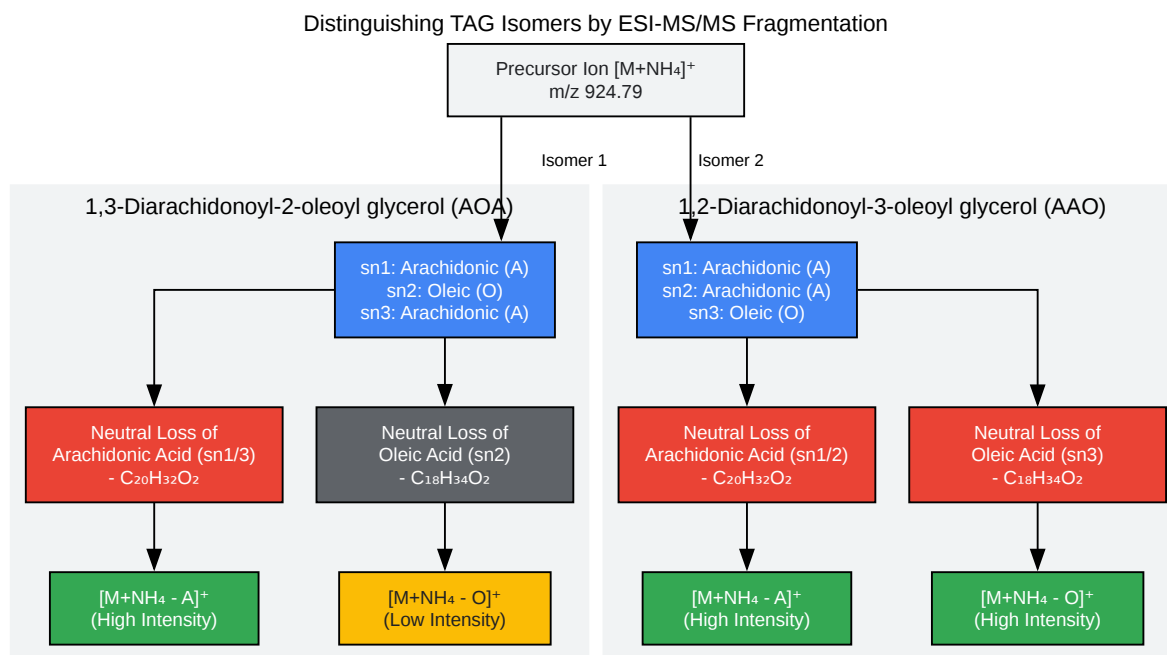 Distinguishing TAG Isomers by ESI-MS/MS Fragmentation
Precursor Ion [M+NH₄]⁺
m/z 924.79
Isomer 1
Isomer 2
1,3-Diarachidonoyl-2-oleoyl glycerol (AOA)
sn1: Arachidonic (A)
sn2: Oleic (O)
sn3: Arachidonic (A)
Neutral Loss of
Arachidonic Acid (sn1/3)
- C₂₀H₃₂O₂
Neutral Loss of
Oleic Acid (sn2)
- C₁₈H₃₄O₂
[M+NH₄ - A]⁺
(High Intensity)
[M+NH₄ - O]⁺
(Low Intensity)
1,2-Diarachidonoyl-3-oleoyl glycerol (AAO)
sn1: Arachidonic (A)
sn2: Arachidonic (A)
sn3: Oleic (O)
Neutral Loss of
Arachidonic Acid (sn1/2)
- C₂₀H₃₂O₂
Neutral Loss of
Oleic Acid (sn3)
- C₁₈H₃₄O₂
[M+NH₄ - A]⁺
(High Intensity)
[M+NH₄ - O]⁺
(High Intensity)